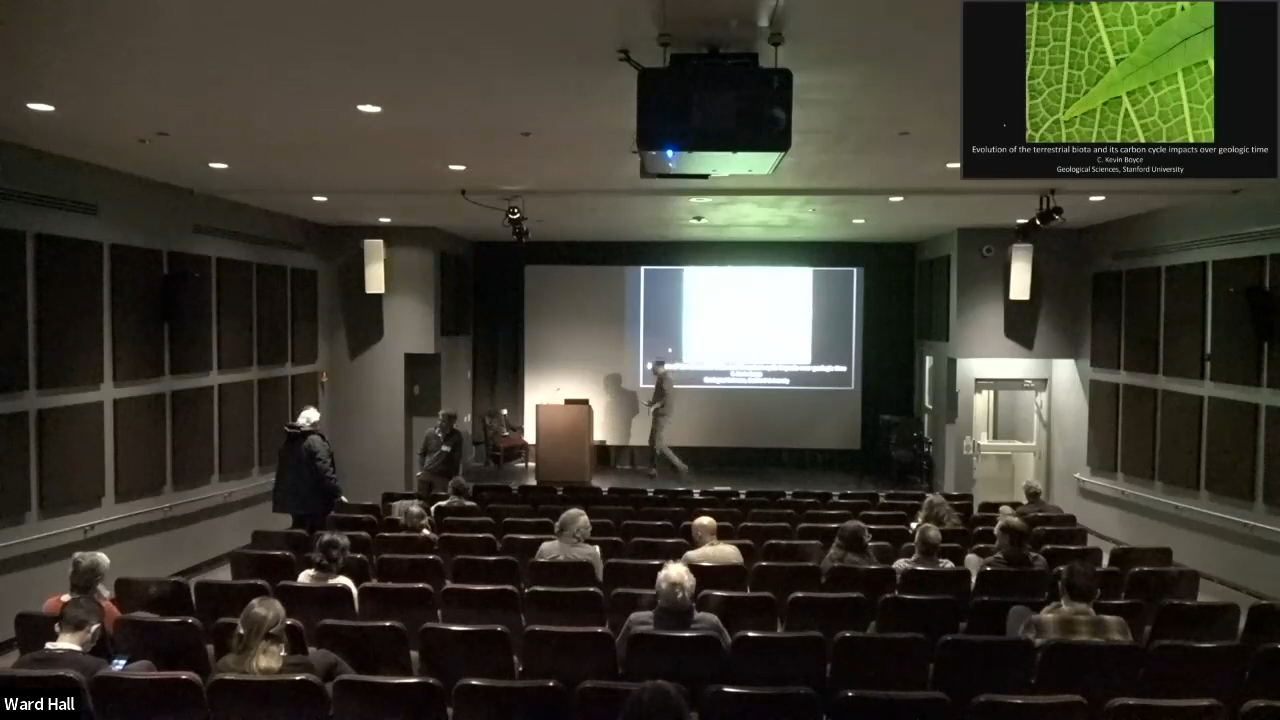 Evolution of the terrestrial biota and its carbon cycle impacts over geologic time
C. Kevin Boyce
Geological Sciences, Stanford University
Ward Hall